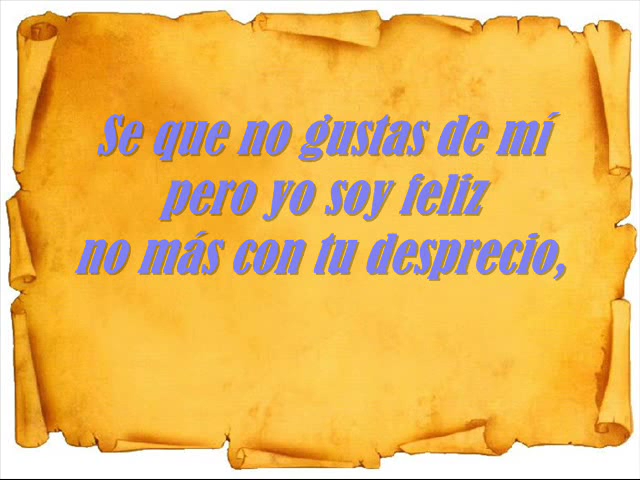 Se que no gustas de mí
pero yo soy feliz
no más con tu desprecio,